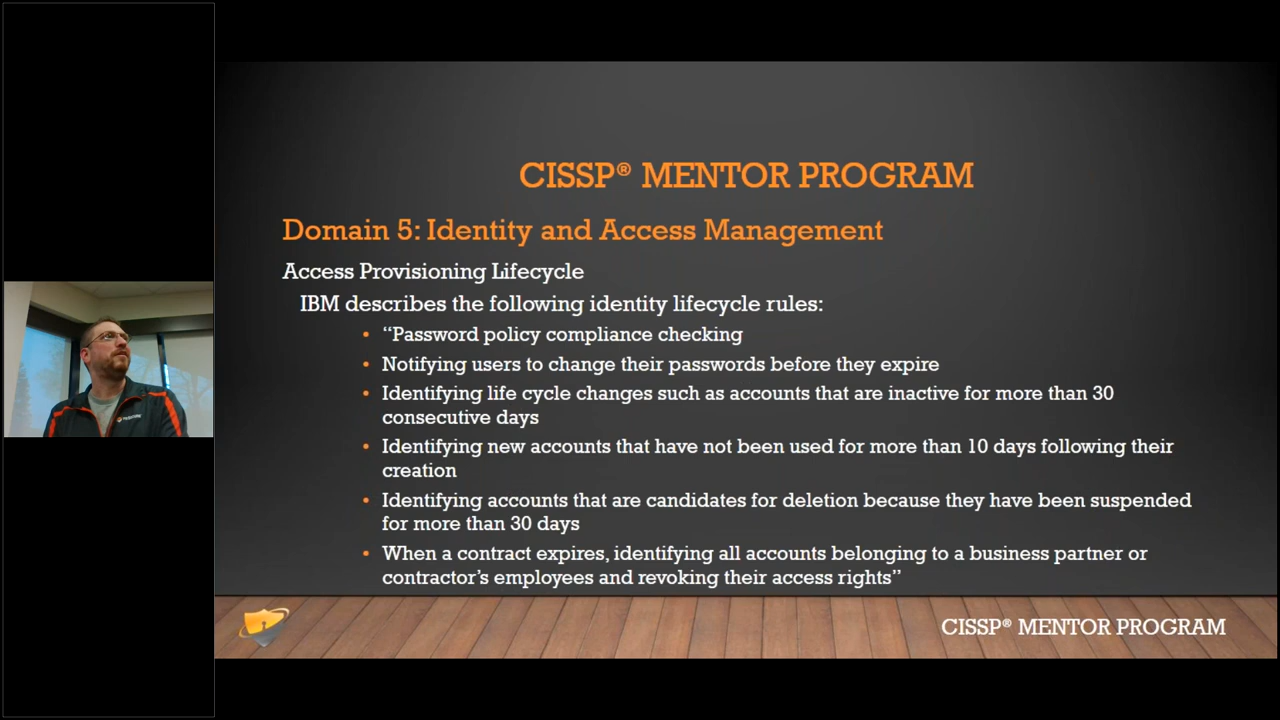 CISSP® MENTOR PROGRAM
Domain 5: Identity and Access Management
Access Provisioning Lifecycle
IBM describes the following identity lifecycle rules:
• “Password policy compliance checking
• Notifying users to change their passwords before they expire
• Identifying life cycle changes such as accounts that are inactive for more than 30
consecutive days
• Identifying new accounts that have not been used for more than 10 days following their
creation
• Identifying accounts that are candidates for deletion because they have been suspended
for more than 30 days
• When a contract expires, identifying all accounts belonging to a business partner or
contractor’s employees and revoking their access rights”
CISSP® MENTOR PROGRAM